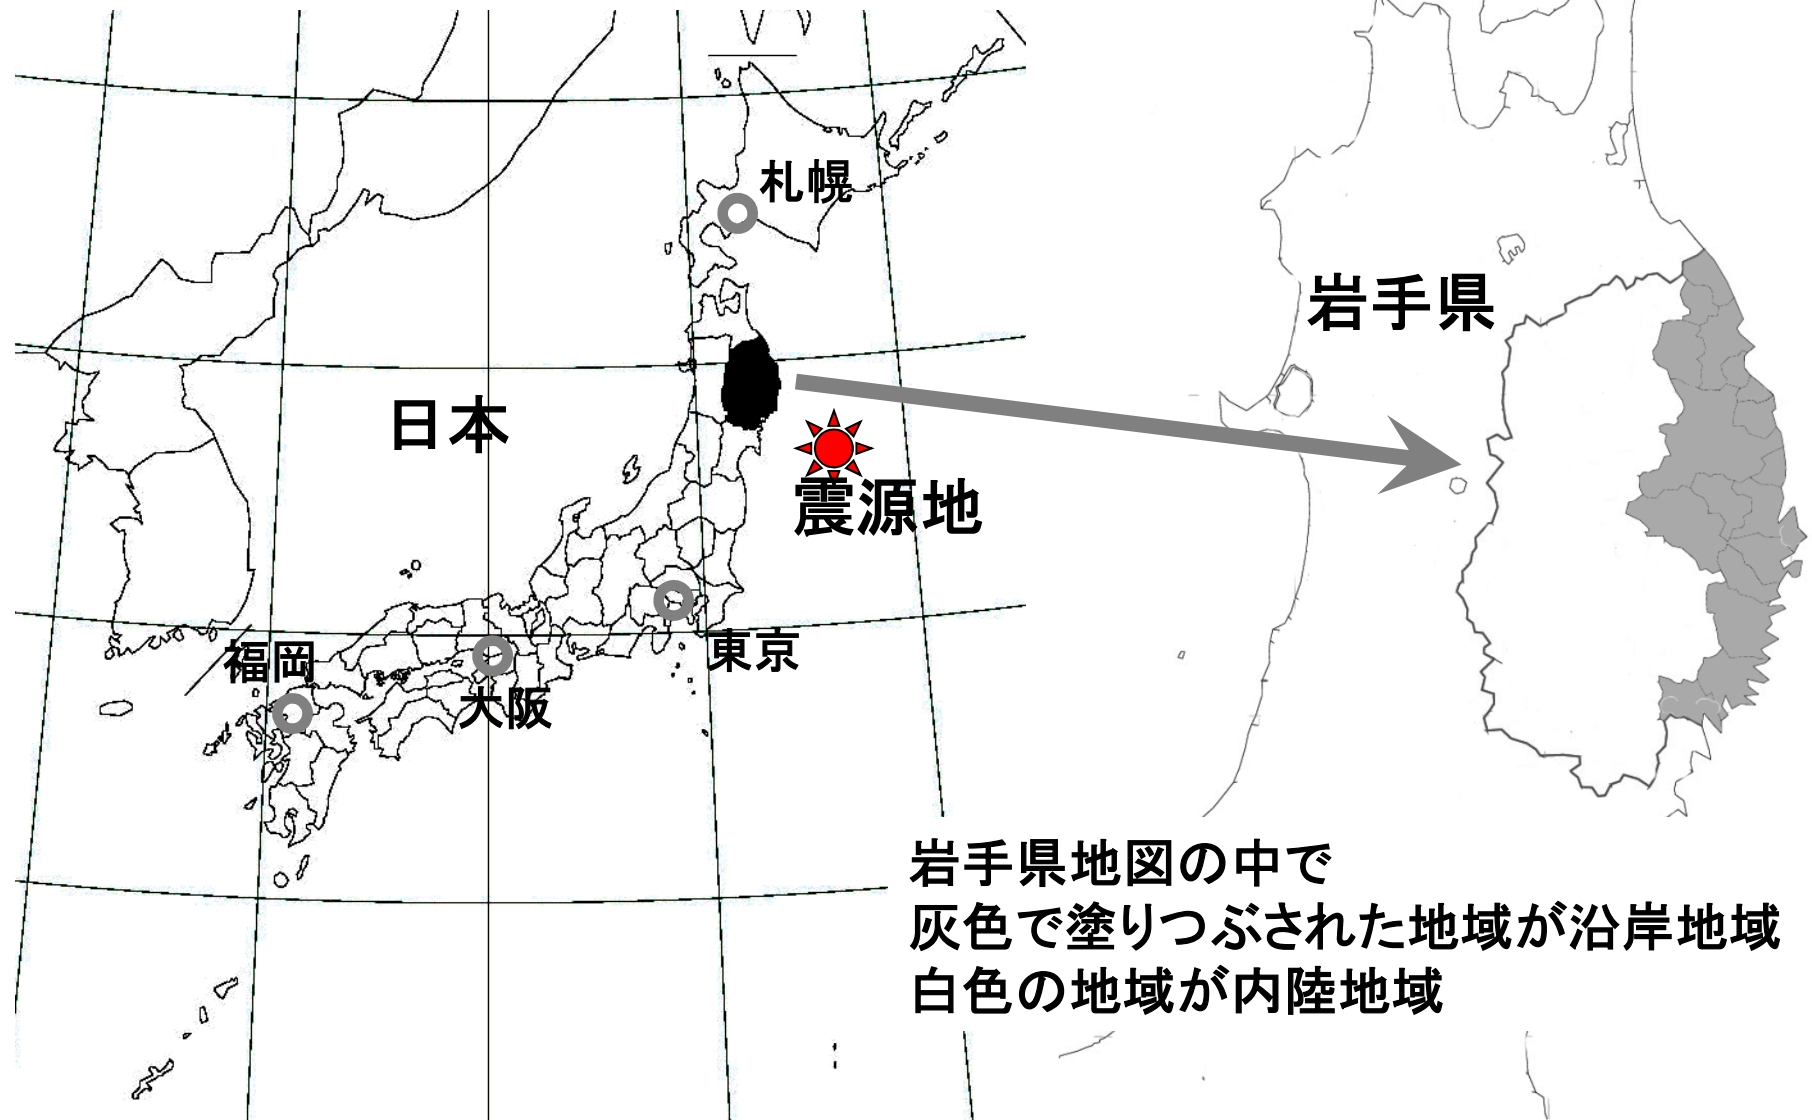 札幌
岩手県
日本
震源地
福岡
東京
大阪
岩手県地図の中で
灰色で塗りつぶされた地域が沿岸地域
白色の地域が内陸地域